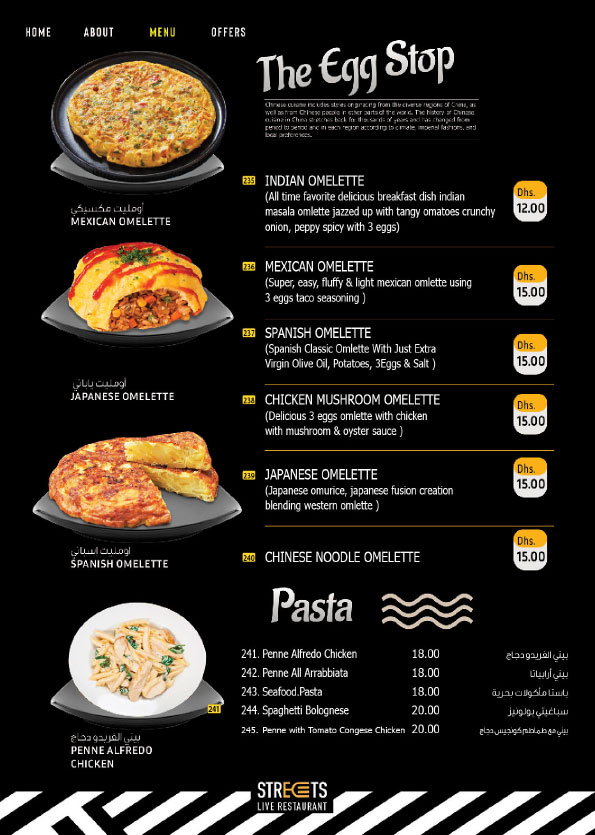 HOME ABOUT MENU OFFERS
The Egg Stop
Chinese cuisine includes styles originating from the diverse regions of China, as
well as from Chinese people in other parts of the world. The history of Chinese
cuisine in China stretches back for thousands of years and has changed from
period to period and in each region according to climate, imperial fashions, and
local preferences.
235 INDIAN OMELETTE
(All time favorite delicious breakfast dish indian
masala omlette jazzed up with tangy omatoes crunchy
onion, peppy spicy with 3 eggs)
Dhs.
12.00
236 MEXICAN OMELETTE
(Super, easy, fluffy & light mexican omlette using
3 eggs taco seasoning )
Dhs.
15.00
237 SPANISH OMELETTE
(Spanish Classic Omlette With Just Extra
Virgin Olive Oil, Potatoes, 3Eggs & Salt )
Dhs.
15.00
238 CHICKEN MUSHROOM OMELETTE
(Delicious 3 eggs omlette with chicken
with mushroom & oyster sauce )
Dhs.
15.00
239 JAPANESE OMELETTE
(Japanese omurice, japanese fusion creation
blending western omlette )
Dhs.
15.00
240 CHINESE NOODLE OMELETTE
Dhs.
15.00
أومليت مكسيكي
MEXICAN OMELETTE
أومليت ياباني
JAPANESE OMELETTE
اومليت اسباني
SPANISH OMELETTE
241
بيني الفريدو دجاج
PENNE ALFREDO
CHICKEN
Pasta
241. Penne Alfredo Chicken 18.00 بيني الفريدو دجاج
242. Penne All Arrabbiata 18.00 بيني أرابياتا
243. Seafood.Pasta 18.00 باستا مأكولات بحرية
244. Spaghetti Bolognese 20.00 سباغيتي بولونيز
245. Penne with Tomato Congese Chicken 20.00 بيني مع طماطم كونجيس دجاج
STREETS
LIVE RESTAURANT